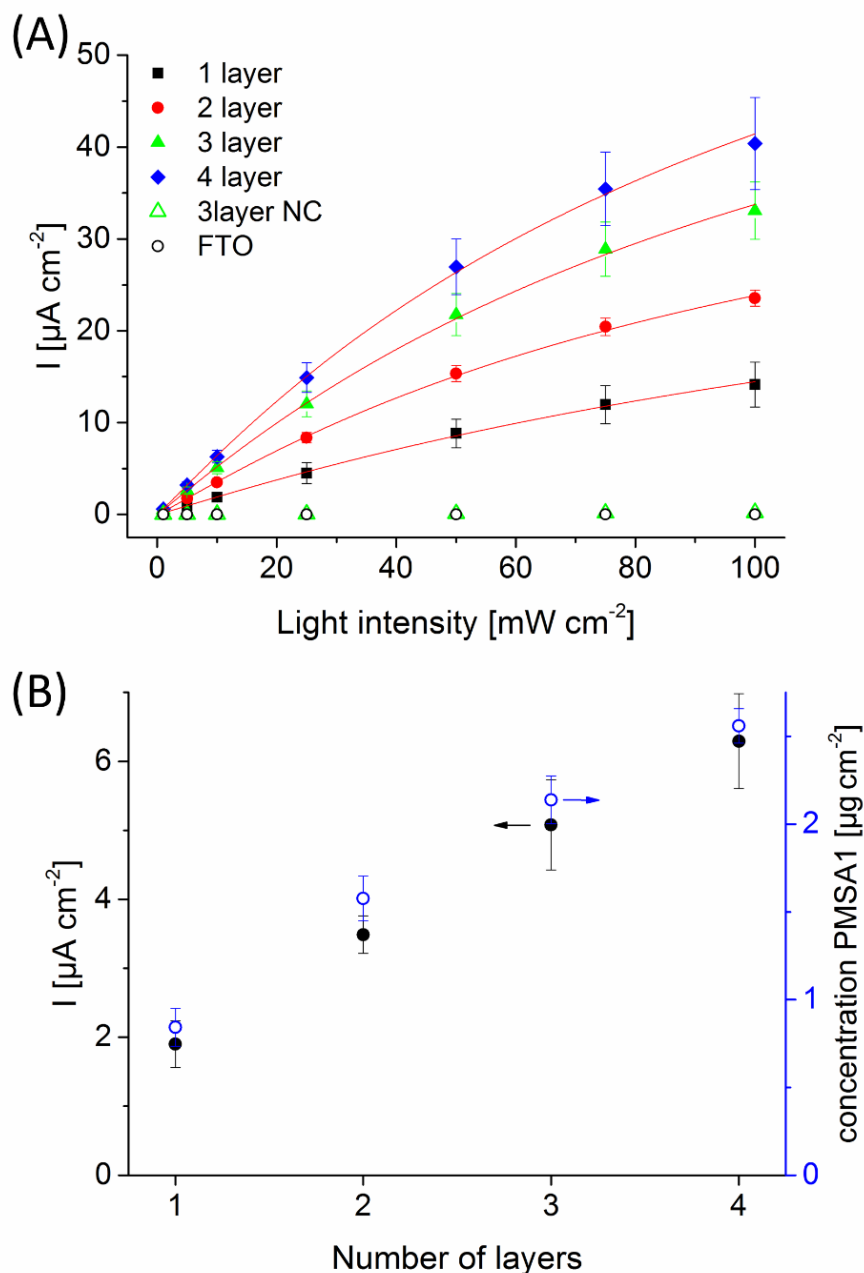 (A)
50
40
30
20
10
0
I [µA cm⁻²]
1 layer
2 layer
3 layer
4 layer
3layer NC
FTO
0 20 40 60 80 100
Light intensity [mW cm⁻²]
(B)
6
4
2
0
I [µA cm⁻²]
2
1
0
concentration PMSA1 [µg cm⁻²]
1 2 3 4
Number of layers